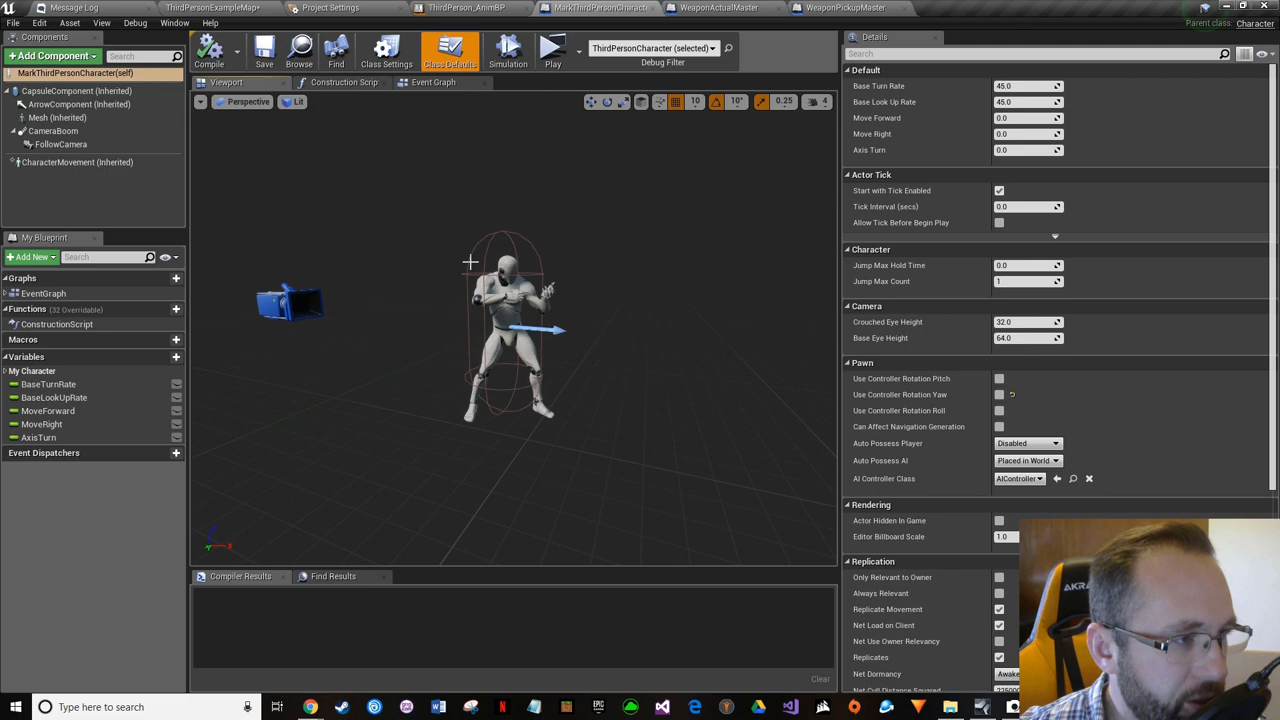 Message Log
ThirdPersonExampleMap*
Project Settings
ThirdPerson_AnimBP
MarkThirdPersonCharact
WeaponActualMaster
WeaponPickupMaster
File
Edit
Asset
View
Debug
Window
Help
Parent class: Character
Components
+ Add Component
Search
MarkThirdPersonCharacter(self)
CapsuleComponent (Inherited)
ArrowComponent (Inherited)
Mesh (Inherited)
CameraBoom
FollowCamera
CharacterMovement (Inherited)
My Blueprint
+ Add New
Search
Graphs
EventGraph
Functions (32 Overridable)
ConstructionScript
Macros
Variables
My Character
BaseTurnRate
BaseLookUpRate
MoveForward
MoveRight
AxisTurn
Event Dispatchers
Compile
Save
Browse
Find
Class Settings
Class Defaults
Simulation
Play
ThirdPersonCharacter (selected)
Debug Filter
Viewport
Construction Scrip
Event Graph
Perspective
Lit
10
10°
0.25
4
X
Y
Compiler Results
Find Results
Clear
Details
Search
Default
Base Turn Rate 45.0
Base Look Up Rate 45.0
Move Forward 0.0
Move Right 0.0
Axis Turn 0.0
Actor Tick
Start with Tick Enabled
Tick Interval (secs) 0.0
Allow Tick Before Begin Play
Character
Jump Max Hold Time 0.0
Jump Max Count 1
Camera
Crouched Eye Height 32.0
Base Eye Height 64.0
Pawn
Use Controller Rotation Pitch
Use Controller Rotation Yaw
Use Controller Rotation Roll
Can Affect Navigation Generation
Auto Possess Player Disabled
Auto Possess AI Placed in World
AI Controller Class AIController
Rendering
Actor Hidden In Game
Editor Billboard Scale 1.0
Replication
Only Relevant to Owner
Always Relevant
Replicate Movement
Net Load on Client
Net Use Owner Relevancy
Replicates
Net Dormancy Awake
Net Cull Distance Squared
AKRA
Type here to search
EPIC